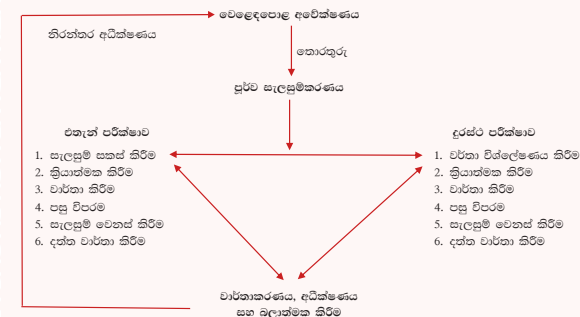 වෙළෙඳපොළ අවේක්ෂණය
නිරන්තර අධීක්ෂණය
තොරතුරු
පූර්ව සැලසුම්කරණය
එතැන් පරීක්ෂාව
1. සැලසුම් සකස් කිරීම
2. ක්‍රියාත්මක කිරීම
3. වාර්තා කිරීම
4. පසු විපරම
5. සැලසුම් වෙනස් කිරීම
6. දත්ත වාර්තා කිරීම
දුරස්ථ පරීක්ෂාව
1. වර්තා විශ්ලේෂණය කිරීම
2. ක්‍රියාත්මක කිරීම
3. වාර්තා කිරීම
4. පසු විපරම
5. සැලසුම් වෙනස් කිරීම
6. දත්ත වාර්තා කිරීම
වාර්තාකරණය, අධීක්ෂණය
සහ බලාත්මක කිරීම